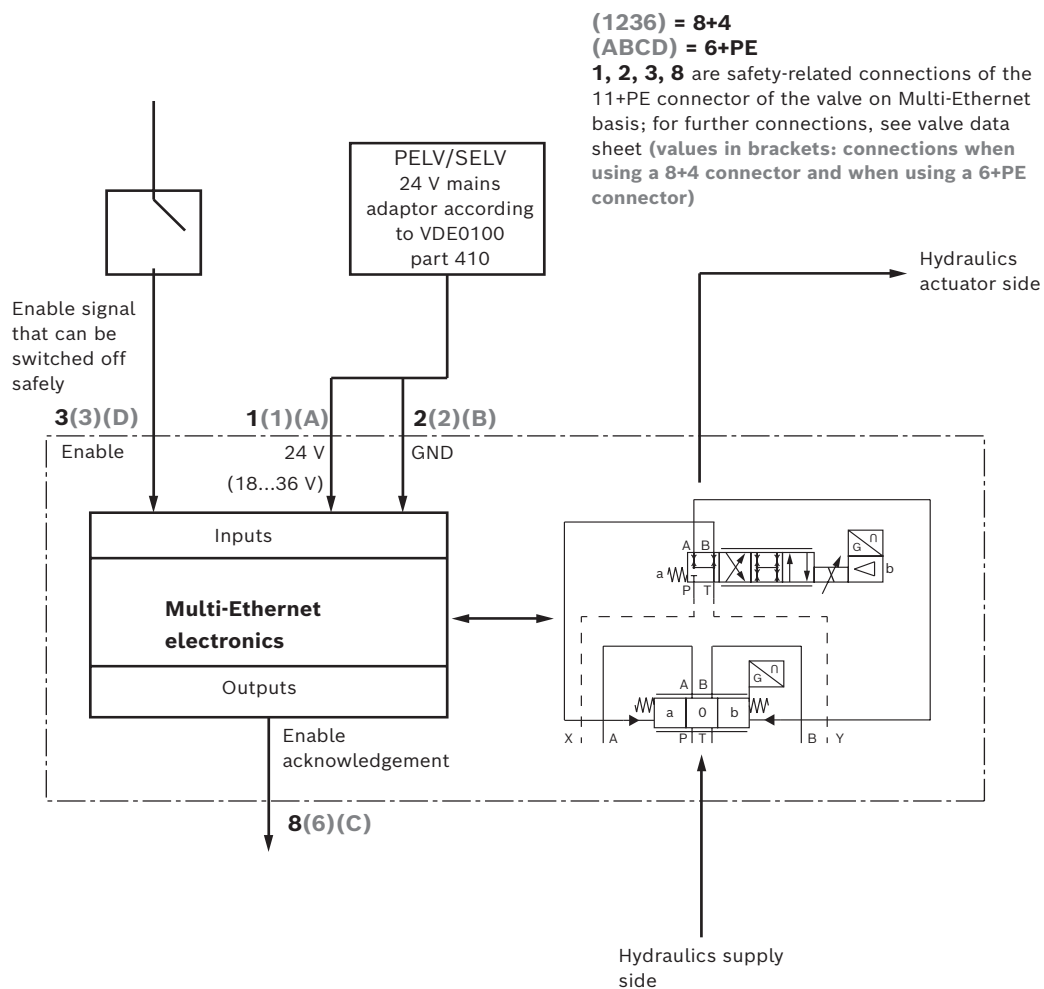 (1236) = 8+4
(ABCD) = 6+PE
1, 2, 3, 8 are safety-related connections of the
11+PE connector of the valve on Multi-Ethernet
basis; for further connections, see valve data
sheet (values in brackets: connections when
using a 8+4 connector and when using a 6+PE
connector)
PELV/SELV
24 V mains
adaptor according
to VDE0100
part 410
Hydraulics
actuator side
Enable signal
that can be
switched off
safely
3(3)(D)
1(1)(A)
2(2)(B)
Enable
24 V
GND
(18...36 V)
Inputs
Multi-Ethernet
electronics
Outputs
Enable
acknowledgement
8(6)(C)
A B
G U
a
b
P T
A B
G U
a 0 b
X A P T B Y
Hydraulics supply
side